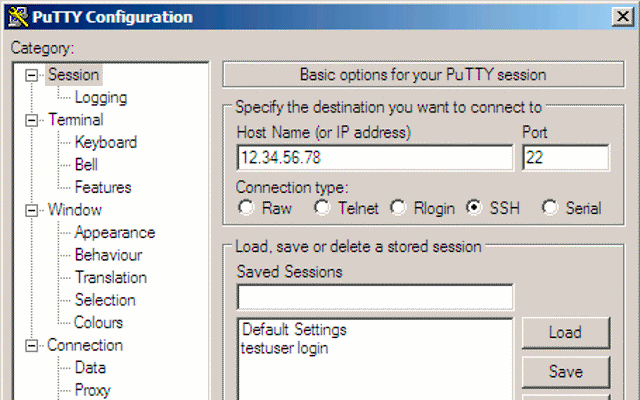 PuTTY Configuration
Category:
Session
Logging
Terminal
Keyboard
Bell
Features
Window
Appearance
Behaviour
Translation
Selection
Colours
Connection
Data
Proxy
Basic options for your PuTTY session
Specify the destination you want to connect to
Host Name (or IP address) Port
12.34.56.78 22
Connection type:
Raw Telnet Rlogin SSH Serial
Load, save or delete a stored session
Saved Sessions
Default Settings
testuser login
Load
Save